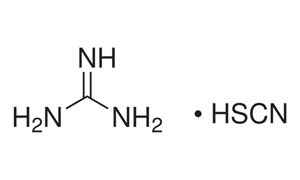 NH
H₂N NH₂ • HSCN